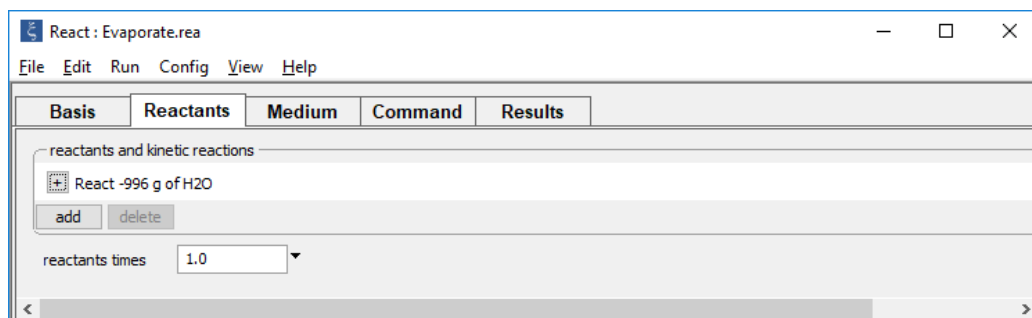 React : Evaporate.rea
File Edit Run Config View Help
Basis Reactants Medium Command Results
reactants and kinetic reactions
+ React -996 g of H2O
add delete
reactants times 1.0